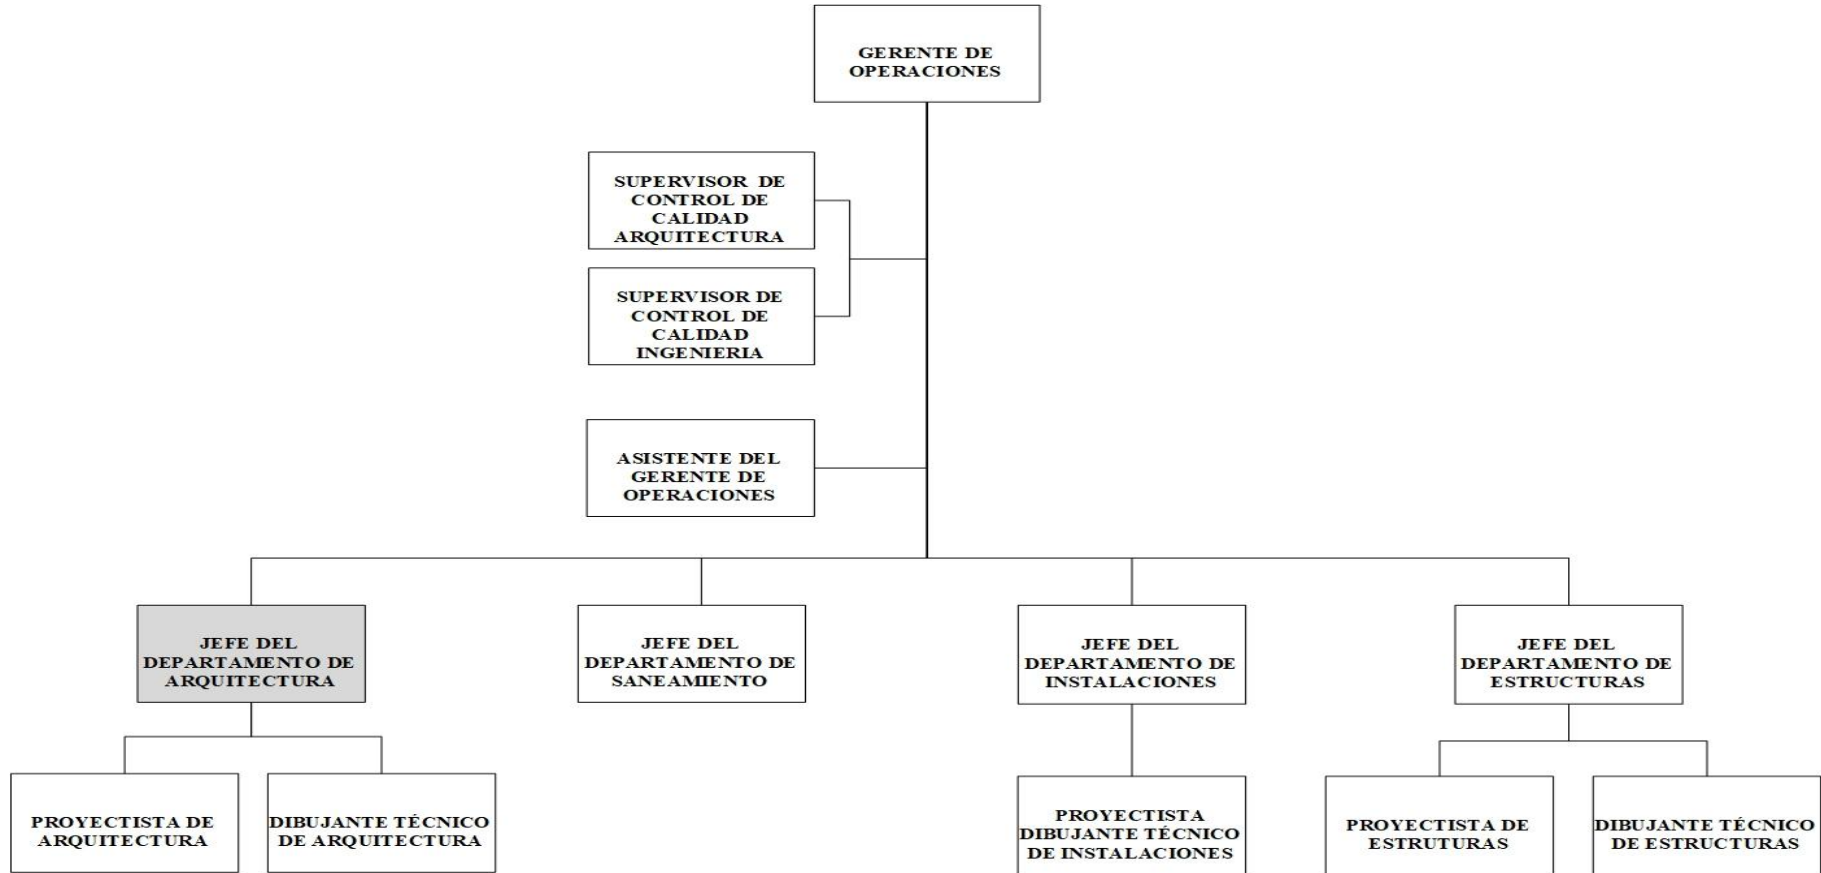 GERENTE DE
OPERACIONES
SUPERVISOR DE
CONTROL DE
CALIDAD
ARQUITECTURA
SUPERVISOR DE
CONTROL DE
CALIDAD
INGENIERIA
ASISTENTE DEL
GERENTE DE
OPERACIONES
JEFE DEL
DEPARTAMENTO DE
ARQUITECTURA
JEFE DEL
DEPARTAMENTO DE
SANEAMIENTO
JEFE DEL
DEPARTAMENTO DE
INSTALACIONES
JEFE DEL
DEPARTAMENTO DE
ESTRUCTURAS
PROYECTISTA DE
ARQUITECTURA
DIBUJANTE TÉCNICO
DE ARQUITECTURA
PROYECTISTA
DIBUJANTE TÉCNICO
DE INSTALACIONES
PROYECTISTA DE
ESTRUTURAS
DIBUJANTE TÉCNICO
DE ESTRUCTURAS